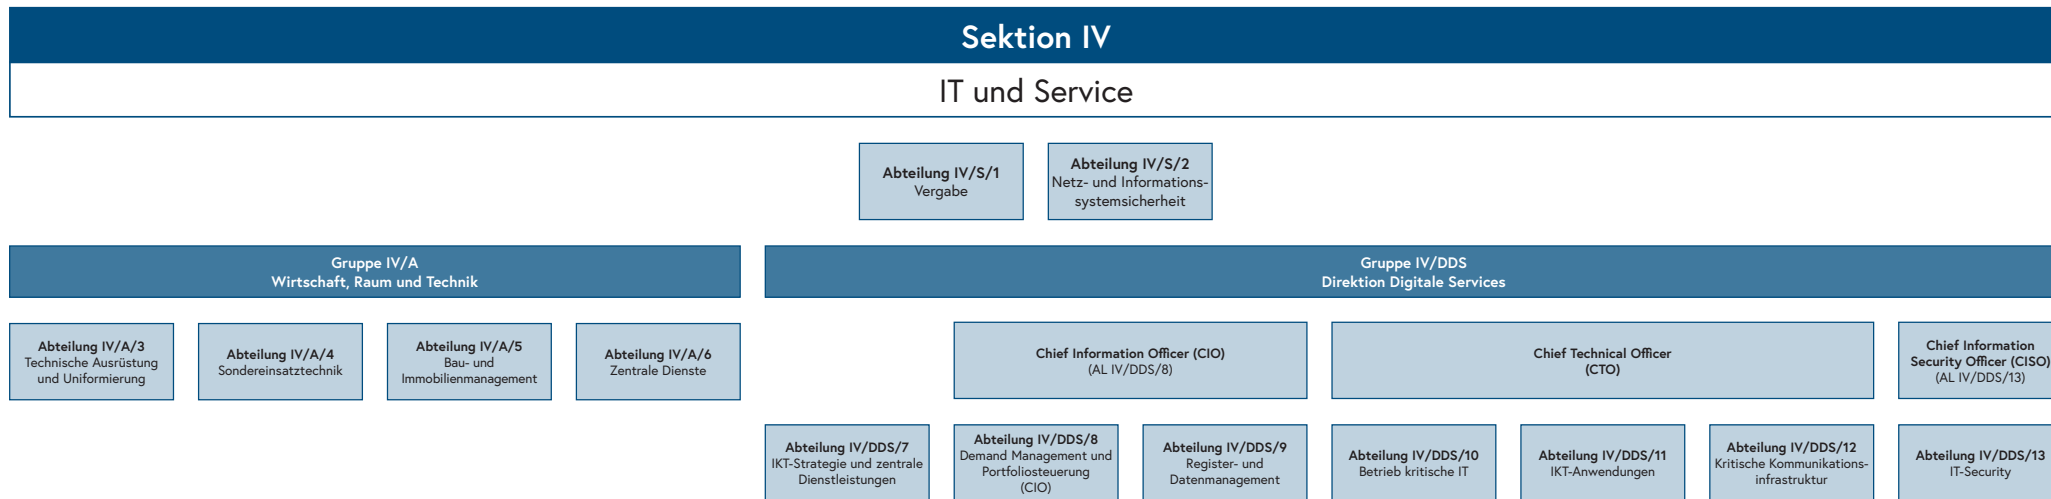 Sektion IV
IT und Service
Abteilung IV/S/1
Vergabe
Abteilung IV/S/2
Netz- und Informations-
systemsicherheit
Gruppe IV/A
Wirtschaft, Raum und Technik
Gruppe IV/DDS
Direktion Digitale Services
Abteilung IV/A/3
Technische Ausrüstung
und Uniformierung
Abteilung IV/A/4
Sondereinsatztechnik
Abteilung IV/A/5
Bau- und
Immobilienmanagement
Abteilung IV/A/6
Zentrale Dienste
Chief Information Officer (CIO)
(AL IV/DDS/8)
Chief Technical Officer
(CTO)
Chief Information
Security Officer (CISO)
(AL IV/DDS/13)
Abteilung IV/DDS/7
IKT-Strategie und zentrale
Dienstleistungen
Abteilung IV/DDS/8
Demand Management und
Portfoliosteuerung
(CIO)
Abteilung IV/DDS/9
Register- und
Datenmanagement
Abteilung IV/DDS/10
Betrieb kritische IT
Abteilung IV/DDS/11
IKT-Anwendungen
Abteilung IV/DDS/12
Kritische Kommunikations-
infrastruktur
Abteilung IV/DDS/13
IT-Security